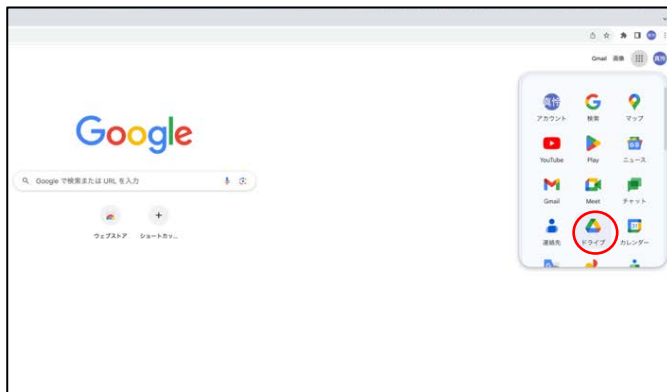 Gmail 画像
Google
Google で検索または URL を入力
ウェブストア ショートカッ...
アカウント 検索 マップ
YouTube Play ニュース
Gmail Meet チャット
連絡先 ドライブ カレンダー